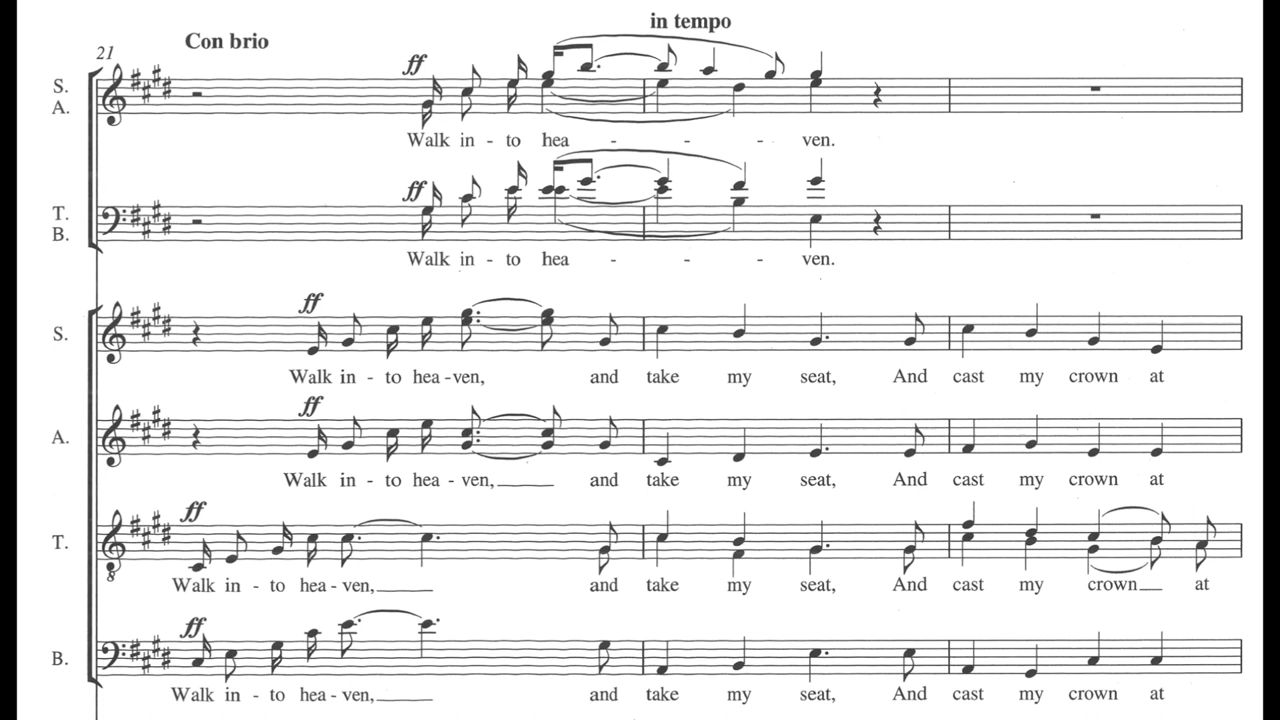 in tempo
Con brio
21
ff
S.
A.
Walk in - to hea - - - ven.
ff
T.
B.
Walk in - to hea - - - ven.
ff
S.
Walk in - to hea - ven, and take my seat, And cast my crown at
ff
A.
Walk in - to hea - ven, and take my seat, And cast my crown at
ff
T.
8
Walk in - to hea - ven, and take my seat, And cast my crown at
ff
B.
Walk in - to hea - ven, and take my seat, And cast my crown at